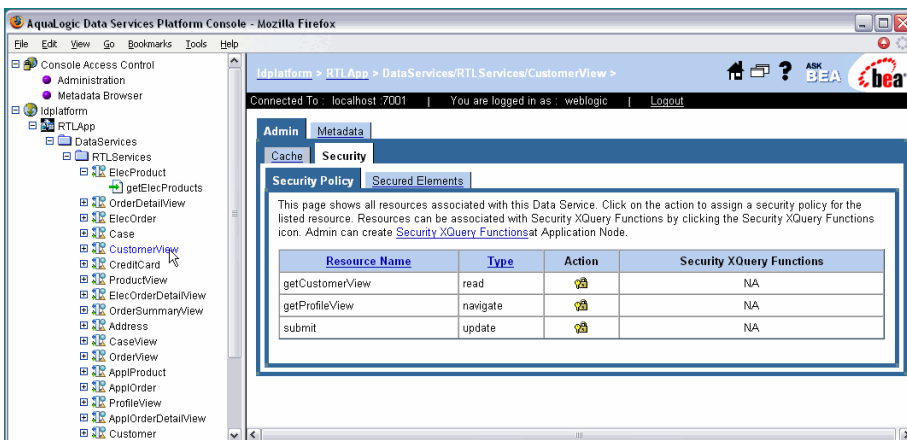 AquaLogic Data Services Platform Console - Mozilla Firefox
File Edit View Go Bookmarks Tools Help
Console Access Control
Administration
Metadata Browser
ldplatform
RTLApp
DataServices
RTLServices
ElecProduct
getElecProducts
OrderDetailView
ElecOrder
Case
CustomerView
CreditCard
ProductView
ElecOrderDetailView
OrderSummaryView
Address
CaseView
OrderView
ApplProduct
ApplOrder
ProfileView
ApplOrderDetailView
Customer
ldplatform > RTLApp > DataServices/RTLServices/CustomerView >
? ASK BEA bea
Connected To : localhost :7001 | You are logged in as : weblogic | Logout
Admin Metadata
Cache Security
Security Policy Secured Elements
This page shows all resources associated with this Data Service. Click on the action to assign a security policy for the
listed resource. Resources can be associated with Security XQuery Functions by clicking the Security XQuery Functions
icon. Admin can create Security XQuery Functionsat Application Node.
Resource Name Type Action Security XQuery Functions
getCustomerView read NA
getProfileView navigate NA
submit update NA